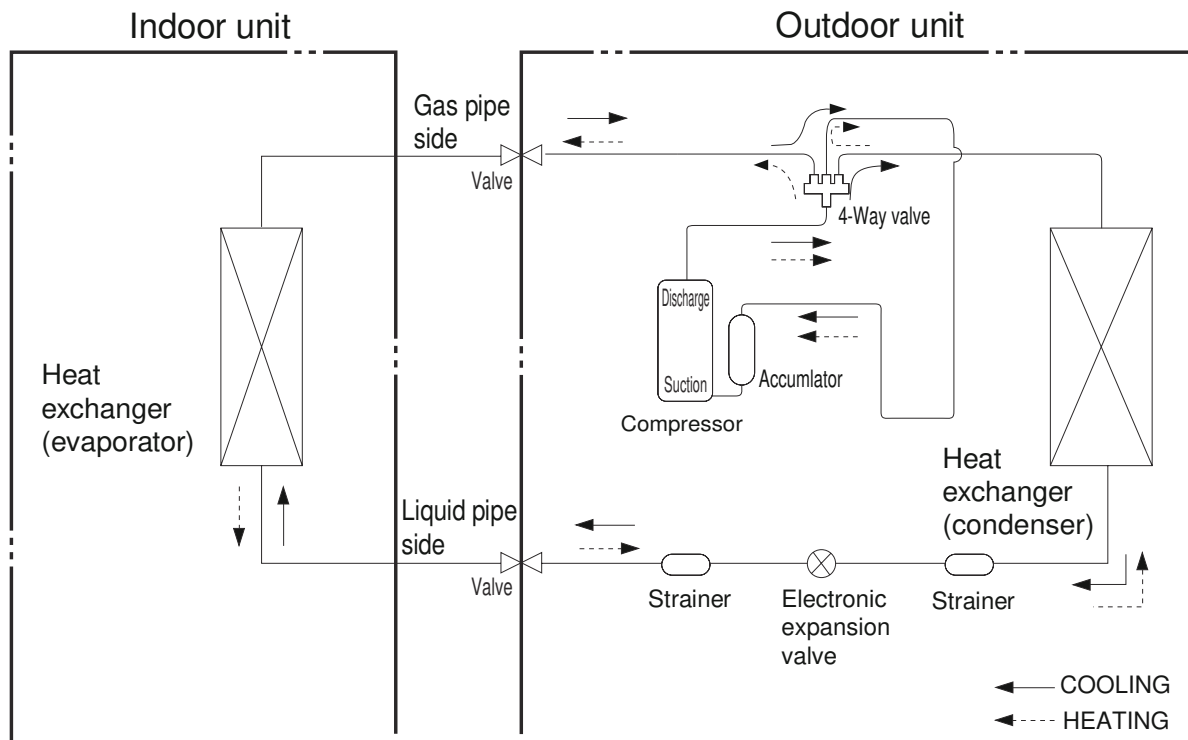 Indoor unit
Outdoor unit
Gas pipe
side
Valve
4-Way valve
Discharge
Suction
Accumlator
Compressor
Heat
exchanger
(evaporator)
Heat
exchanger
(condenser)
Liquid pipe
side
Valve
Strainer
Electronic
expansion
valve
Strainer
COOLING
HEATING